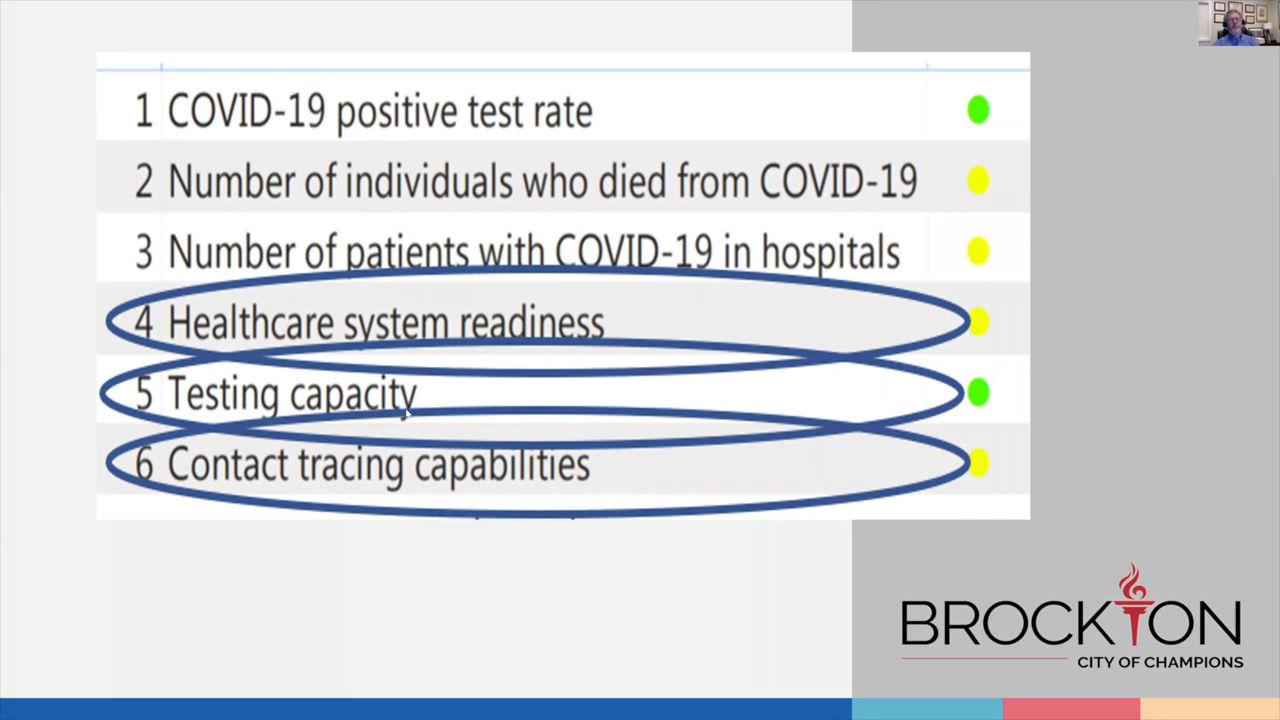 1 COVID-19 positive test rate
2 Number of individuals who died from COVID-19
3 Number of patients with COVID-19 in hospitals
4 Healthcare system readiness
5 Testing capacity
6 Contact tracing capabilities
BROCKTON
CITY OF CHAMPIONS